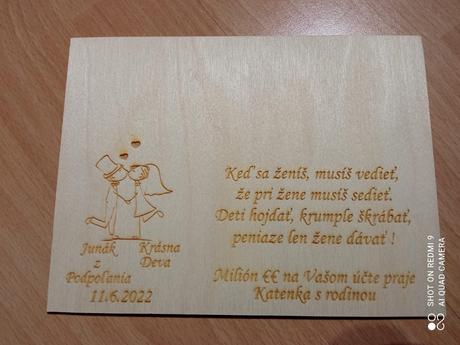 Keď sa ženíš, musíš vedieť,
že pri žene musíš sedieť.
Deti hojdať, krumple škrábať,
peniaze len žene dávať !
Junák Krásna
Deva
Podpoľania
11.6.2022
Milión €€ na Vašom účte praje
Katenka s rodinou
SHOT ON REDMI 9
AI QUAD CAMERA